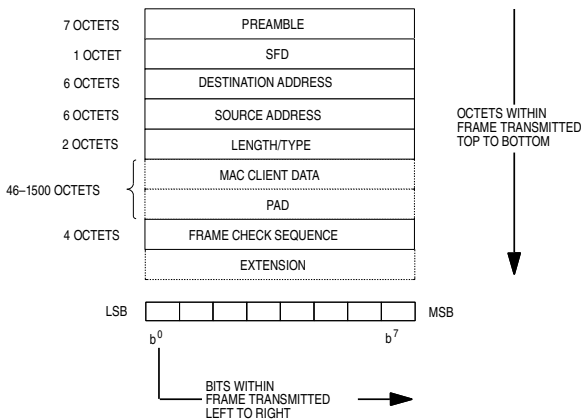 7 OCTETS PREAMBLE
1 OCTET SFD
6 OCTETS DESTINATION ADDRESS
6 OCTETS SOURCE ADDRESS
2 OCTETS LENGTH/TYPE
46–1500 OCTETS
MAC CLIENT DATA
PAD
4 OCTETS FRAME CHECK SEQUENCE
EXTENSION
OCTETS WITHIN
FRAME TRANSMITTED
TOP TO BOTTOM
LSB MSB
b0 b7
BITS WITHIN
FRAME TRANSMITTED
LEFT TO RIGHT